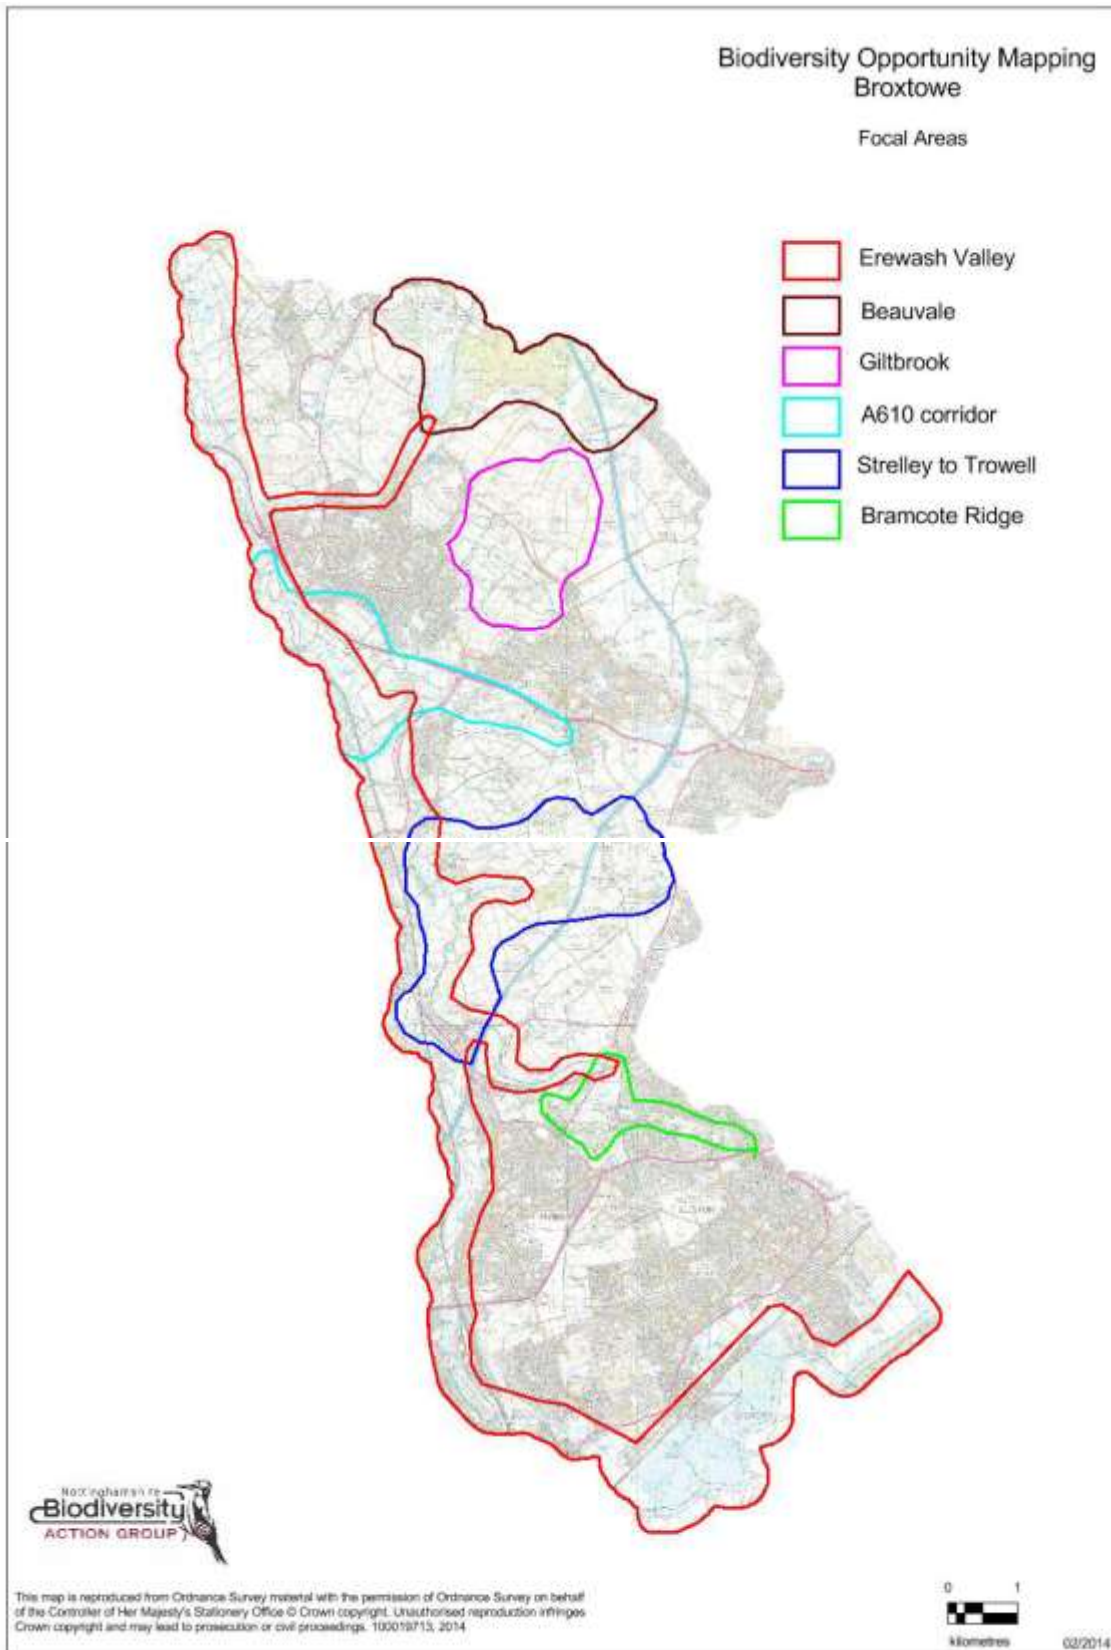 Biodiversity Opportunity Mapping
Broxtowe
Focal Areas
Erewash Valley
Beauvale
Giltbrook
A610 corridor
Strelley to Trowell
Bramcote Ridge
Nottinghamshire
Biodiversity
ACTION GROUP
This map is reproduced from Ordnance Survey material with the permission of Ordnance Survey on behalf
of the Controller of Her Majesty's Stationery Office © Crown copyright. Unauthorised reproduction infringes
Crown copyright and may lead to prosecution or civil proceedings. 100019713, 2014
0 1
kilometres
02/2014